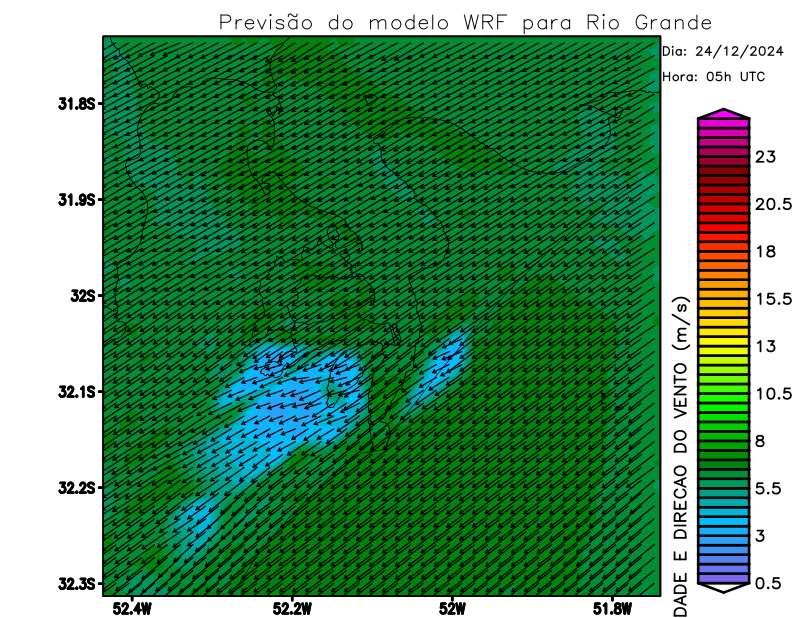 Previsão do modelo WRF para Rio Grande
Dia: 24/12/2024
Hora: 05h UTC
31.8S
31.9S
32S
32.1S
32.2S
32.3S
52.4W
52.2W
52W
51.8W
23
20.5
18
15.5
13
10.5
8
5.5
3
0.5
DADE E DIRECAO DO VENTO (m/s)